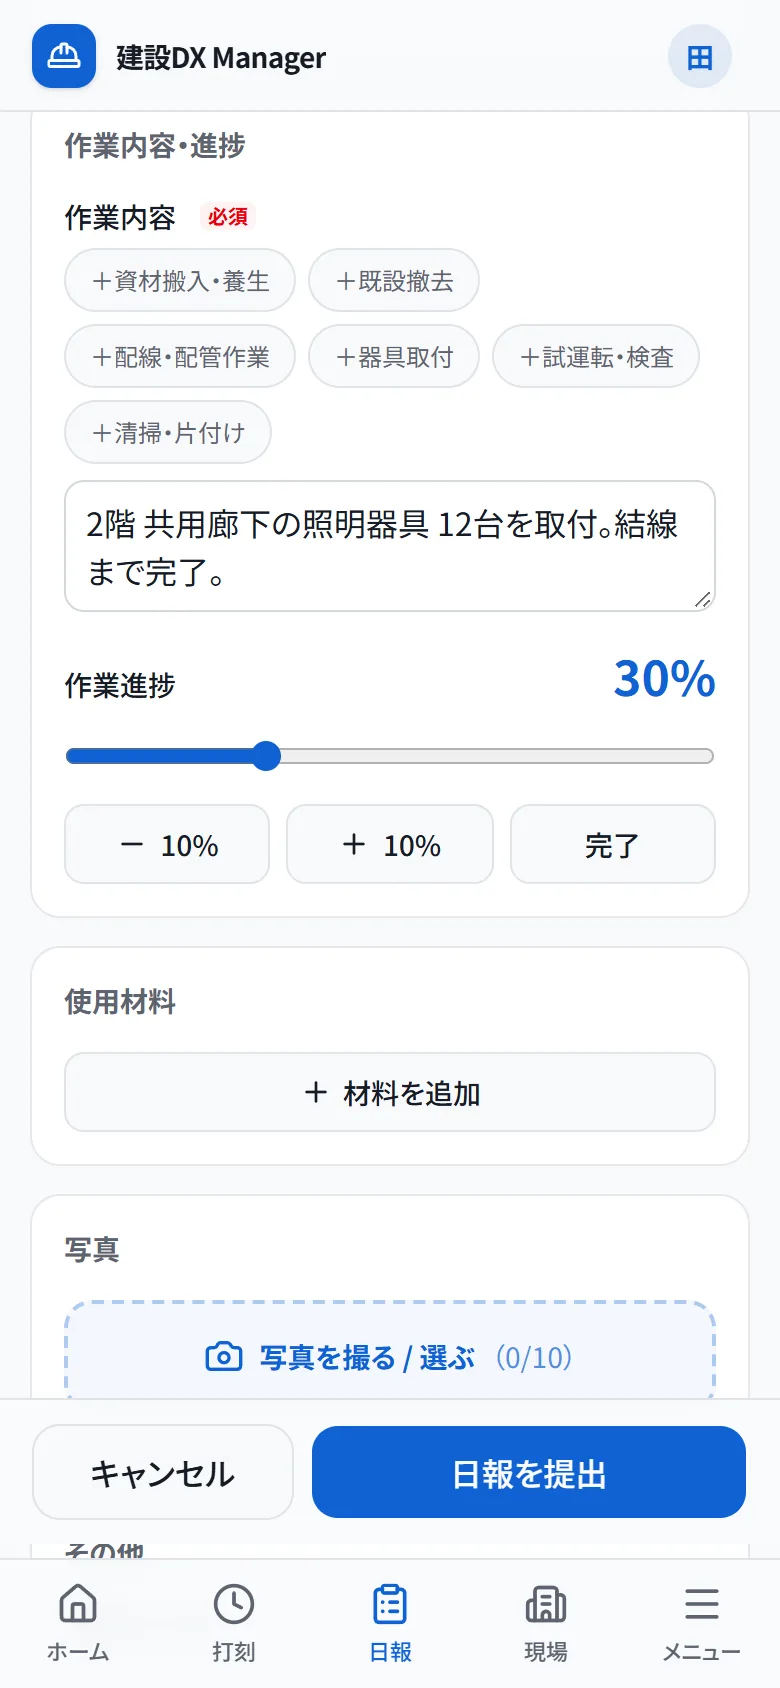 建設DX Manager
田
作業内容・進捗
作業内容 必須
＋資材搬入・養生 ＋既設撤去
＋配線・配管作業 ＋器具取付 ＋試運転・検査
＋清掃・片付け
2階 共用廊下の照明器具 12台を取付。結線
まで完了。
作業進捗 30%
− 10% ＋ 10% 完了
使用材料
＋ 材料を追加
写真
写真を撮る / 選ぶ （0/10）
キャンセル 日報を提出
その他
ホーム 打刻 日報 現場 メニュー